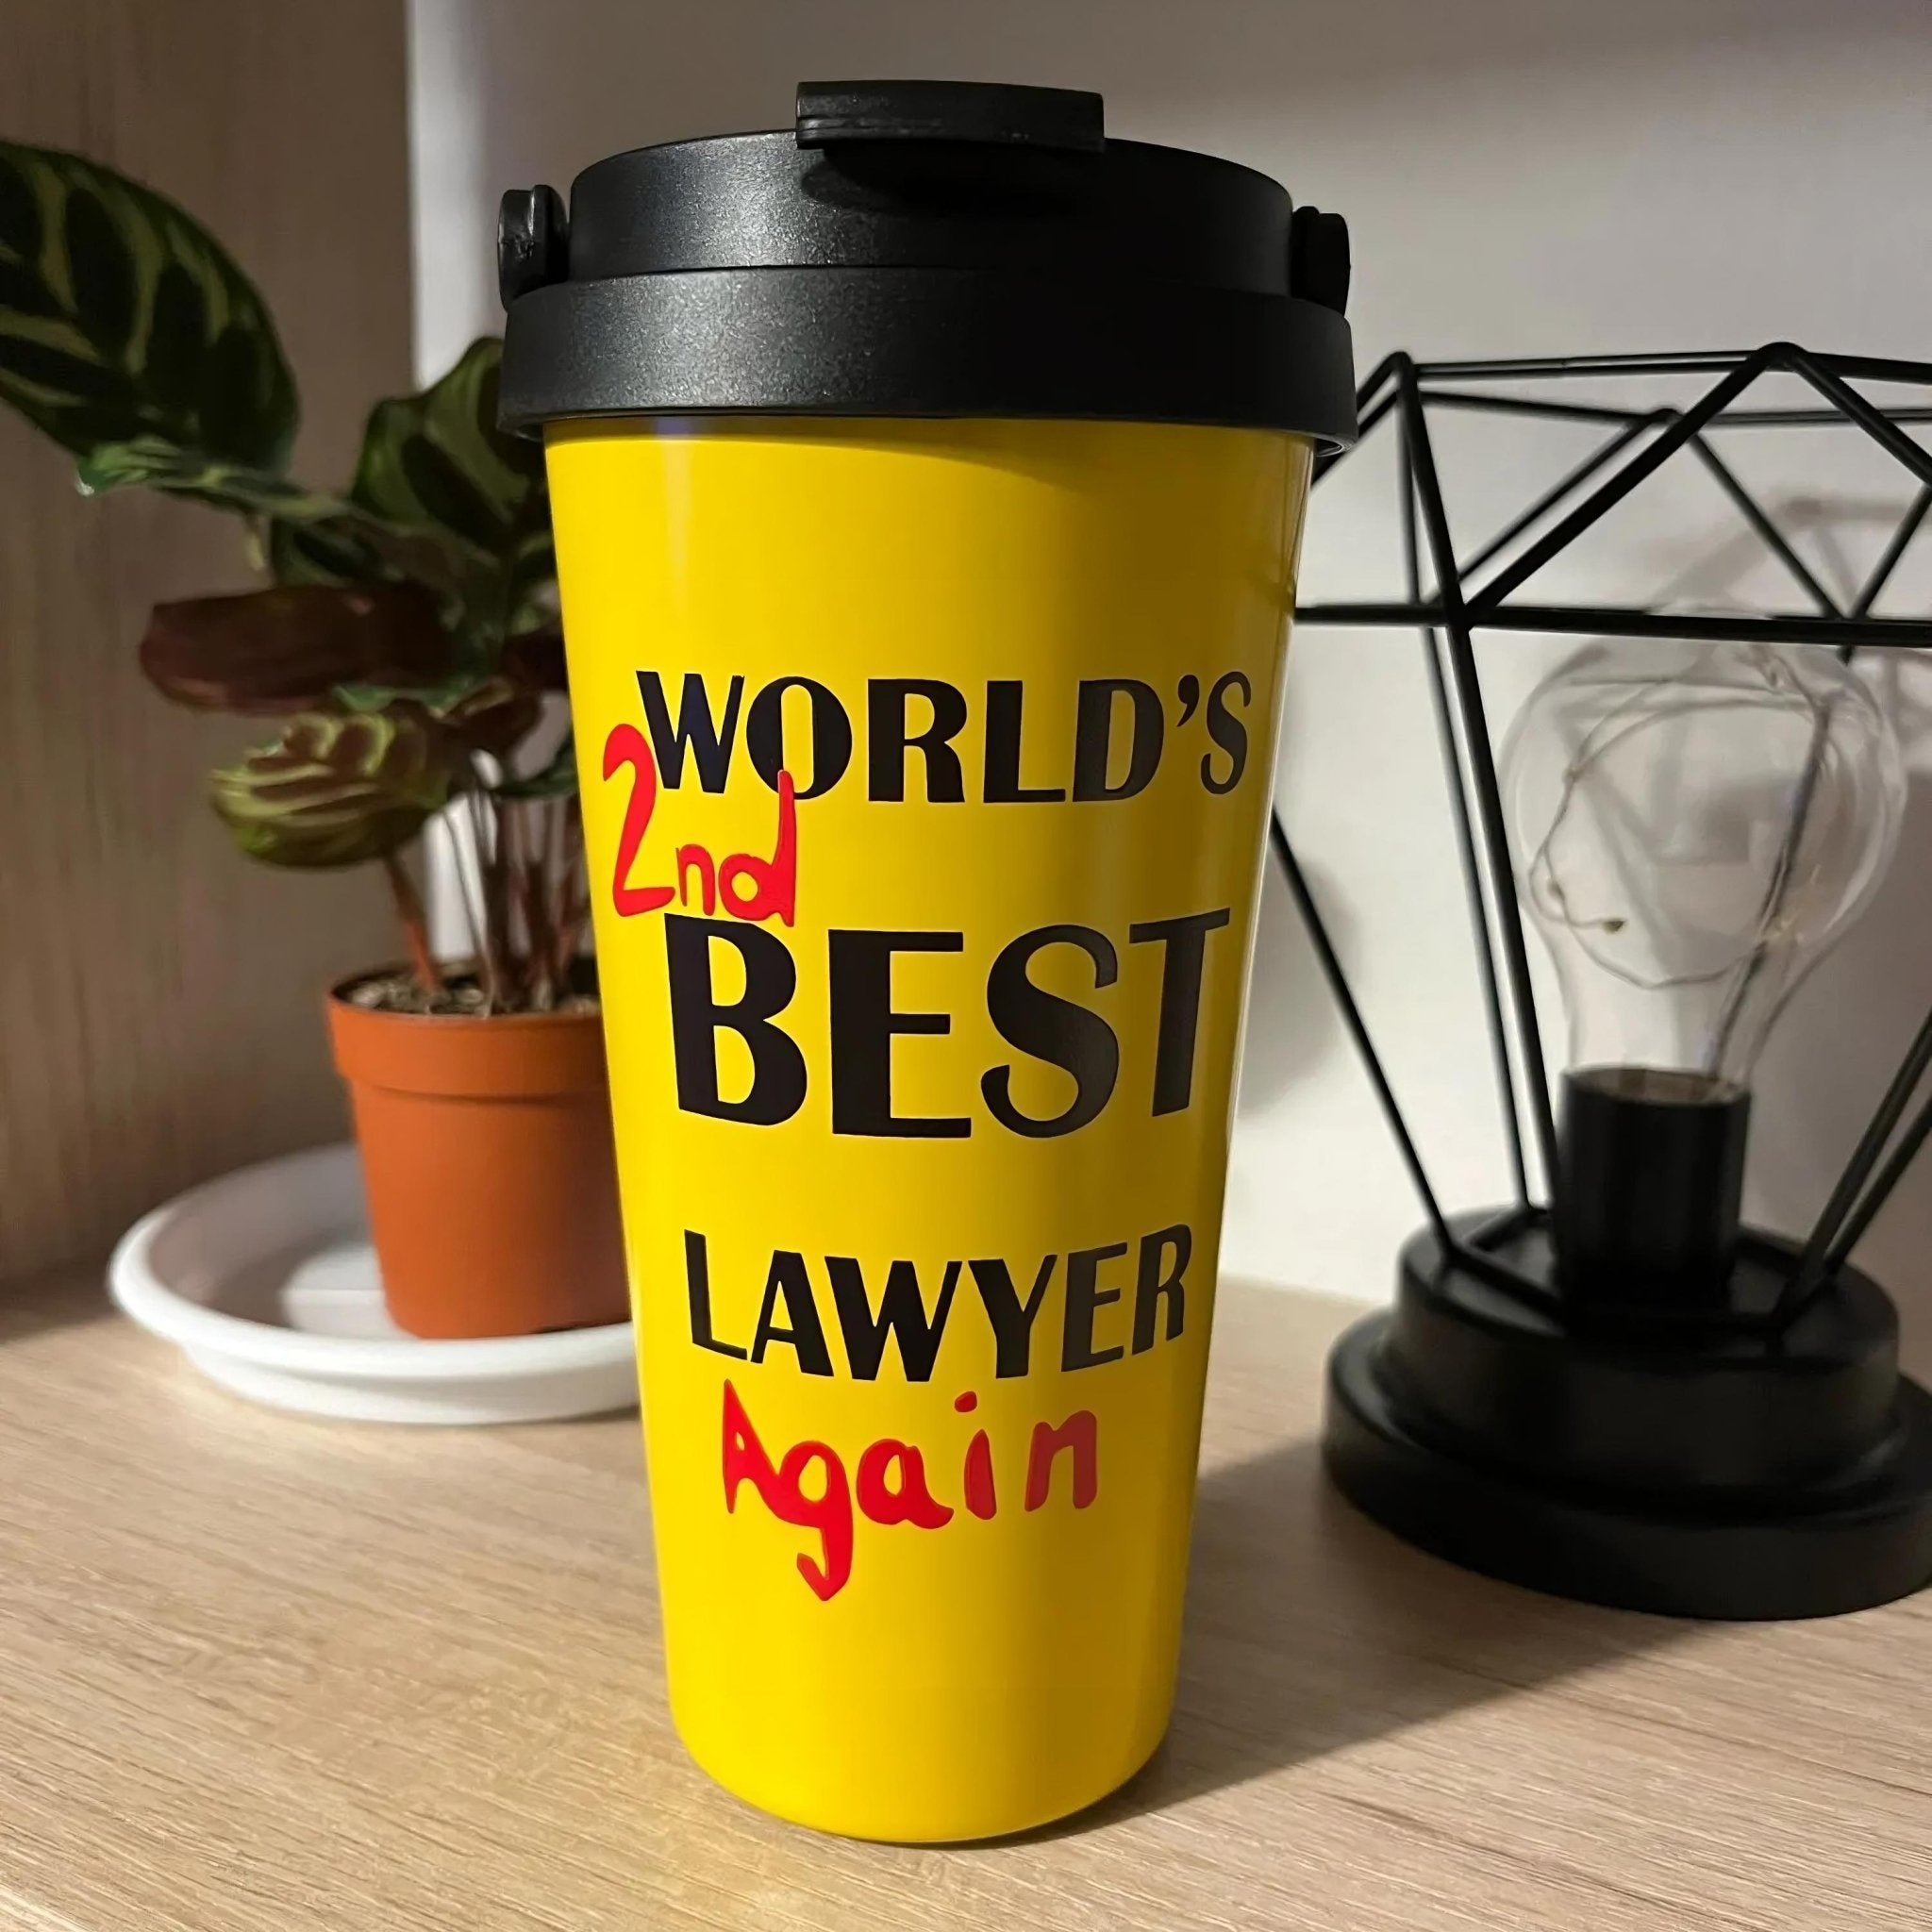 WORLD'S
2nd
BEST
LAWYER
Again